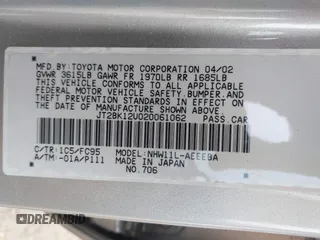 MFD.BY: TOYOTA MOTOR CORPORATION 04/02
GVWR 3615LB GAWR FR 1970LB RR 1685LB
THIS VEHICLE CONFORMS TO ALL APPLICABLE
FEDERAL MOTOR VEHICLE SAFETY, BUMPER, AND
THEFT PREVENTION STANDARDS IN EFFECT ON
THE DATE OF MANUFACTURE SHOWN ABOVE.
JT2BK12U020061062 PASS.CAR
C/TR:1C5/FC95 MODEL:NHW11L-AEEEBA
A/TM:-01A/P111 MADE IN JAPAN
NO.706
DREAMBID